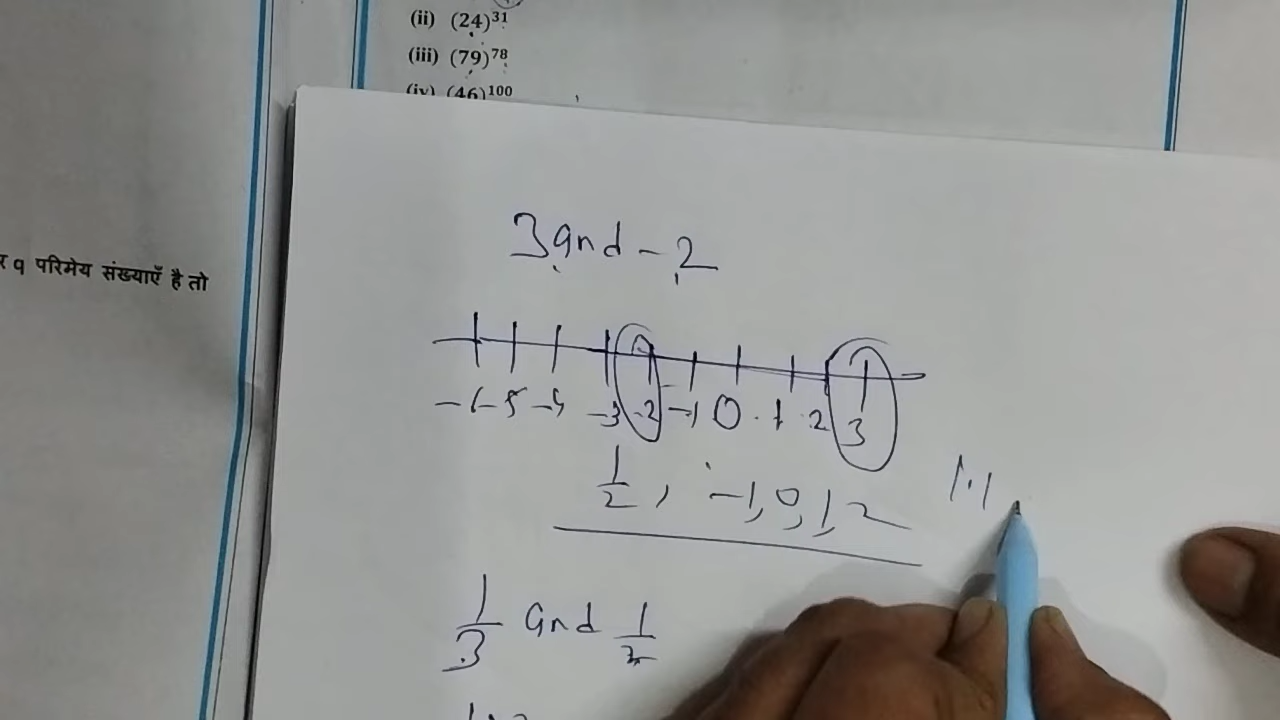 (ii) (24)31
(iii) (79)78
(iv) (46)100
q परिमेय संख्याएँ है तो
3 and - 2
-6 -5 -4 -3 -2 -1 0 1 2 3
1/2, -1, 0, 1, 2
1.1
1/3 and 1/2